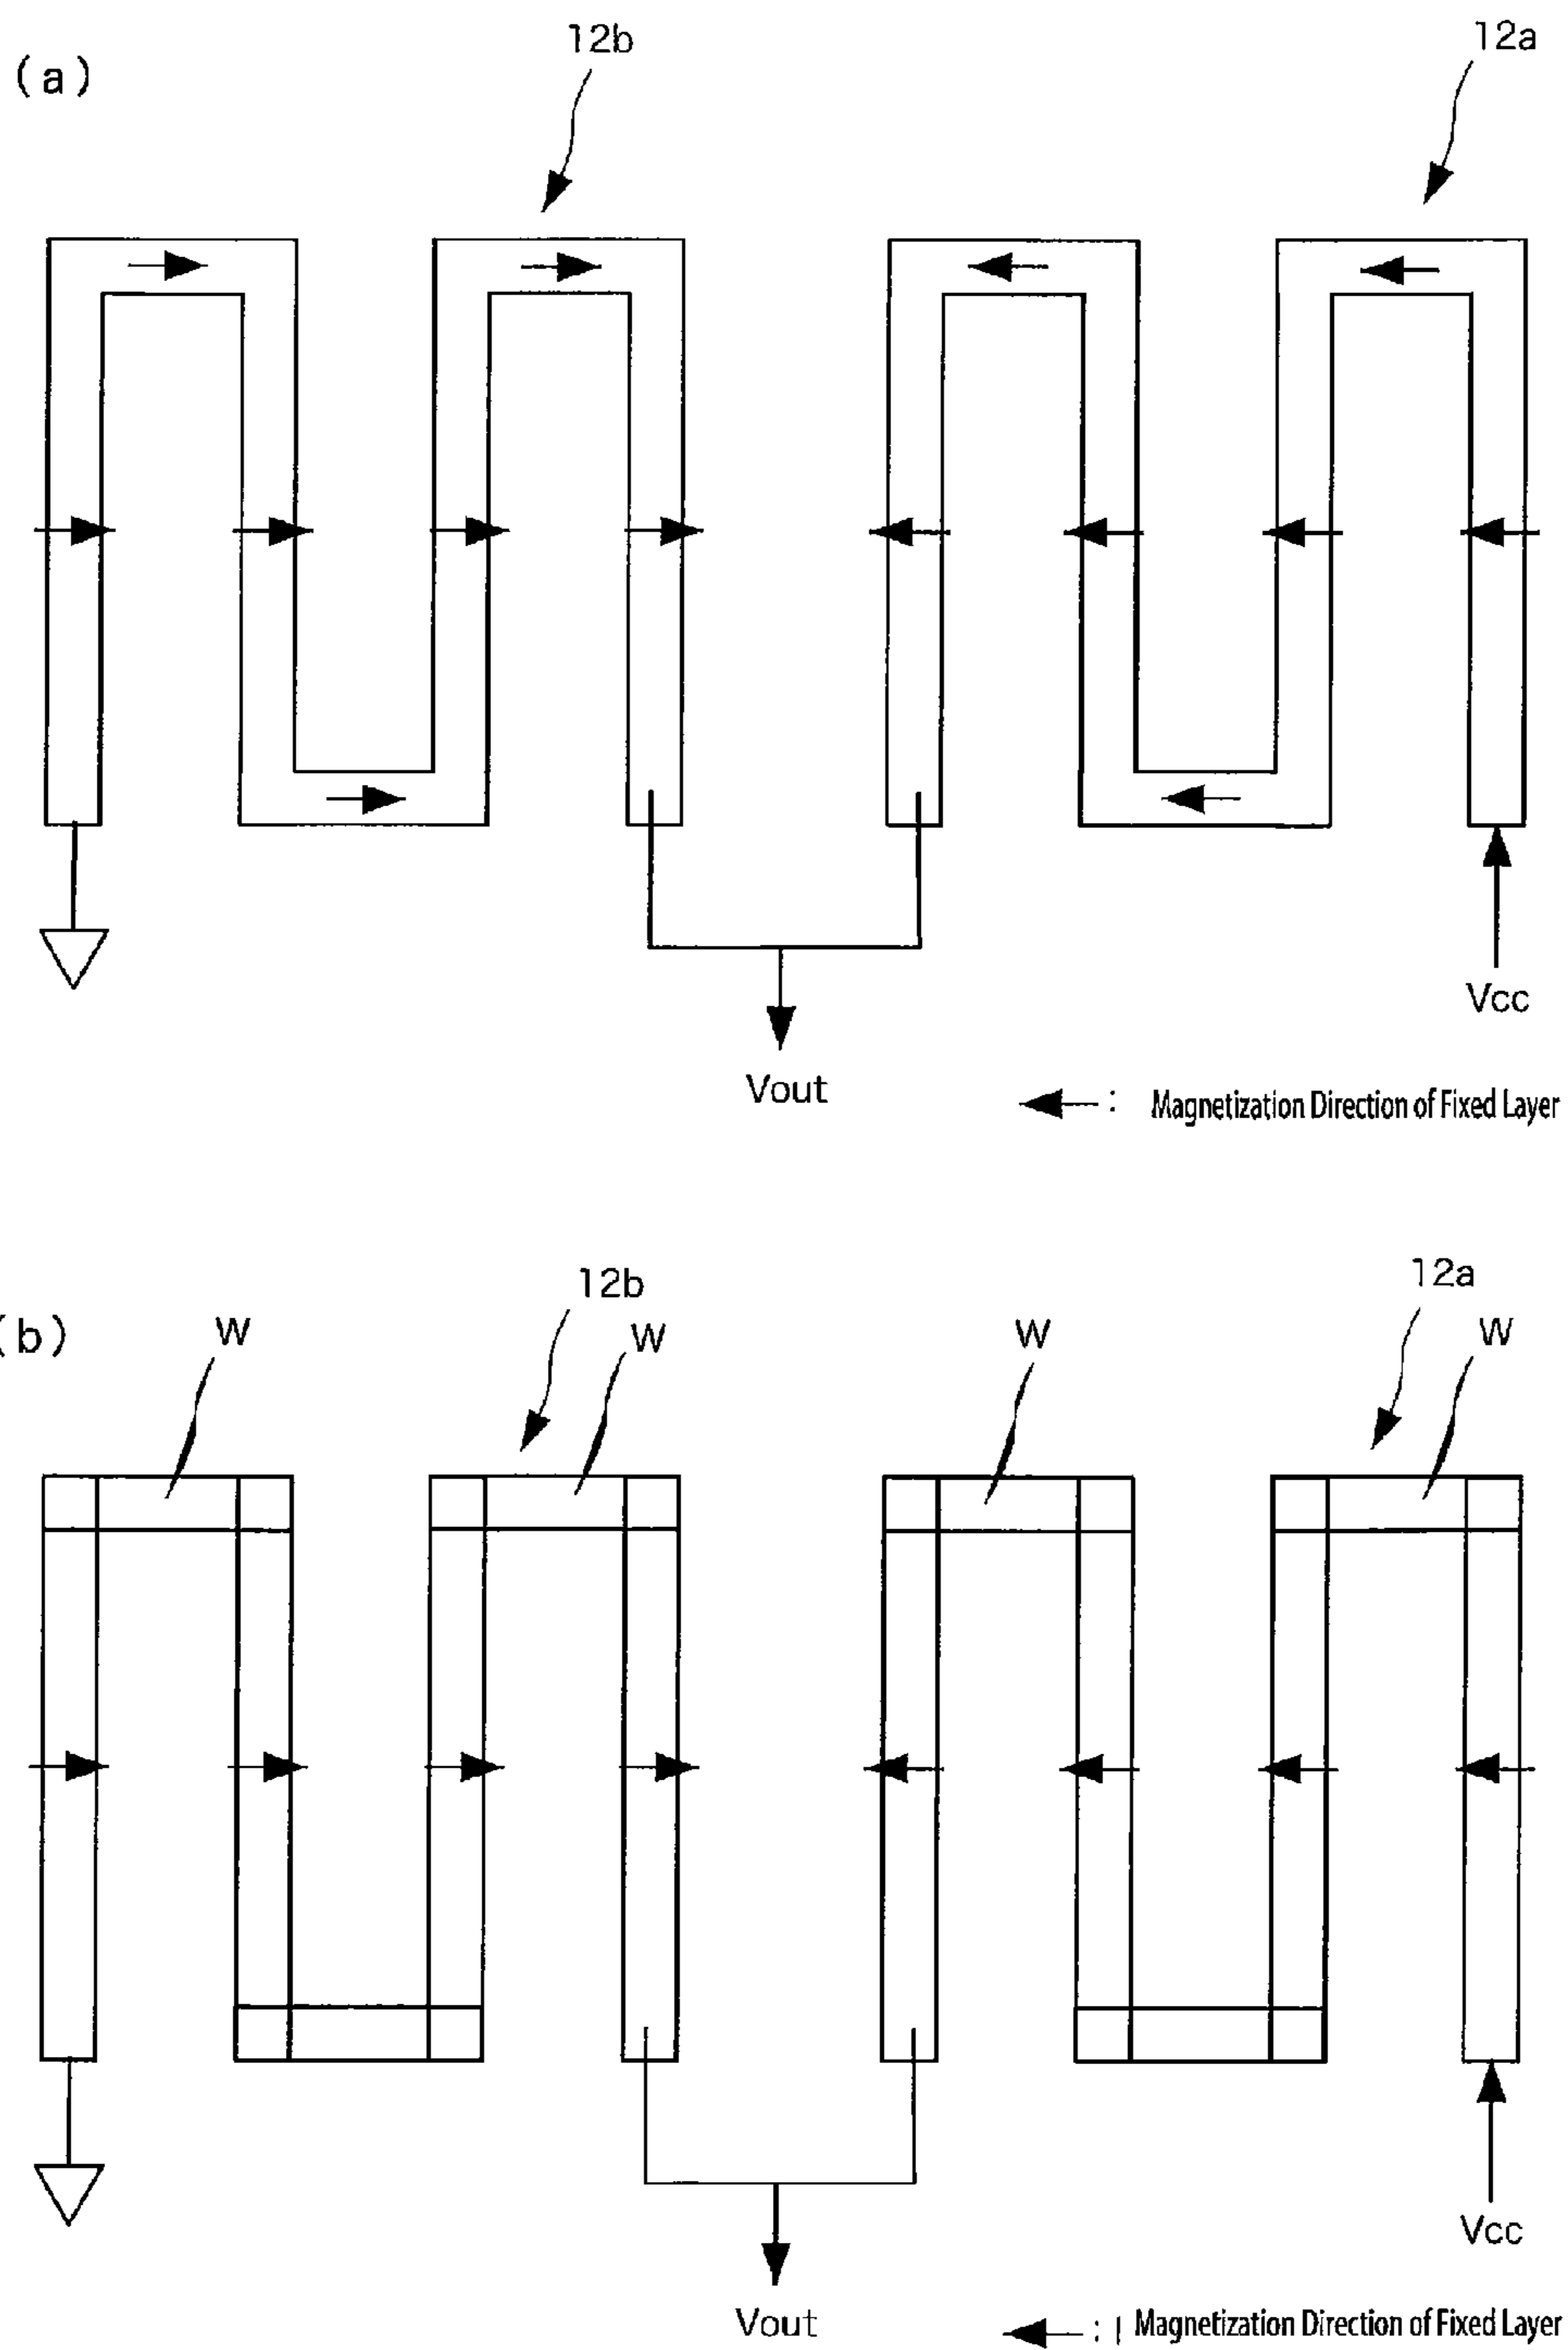 (a)
12b
12a
Vcc
Vout
: Magnetization Direction of Fixed Layer
(b)
12b
12a
W
W
W
W
Vcc
Vout
: Magnetization Direction of Fixed Layer